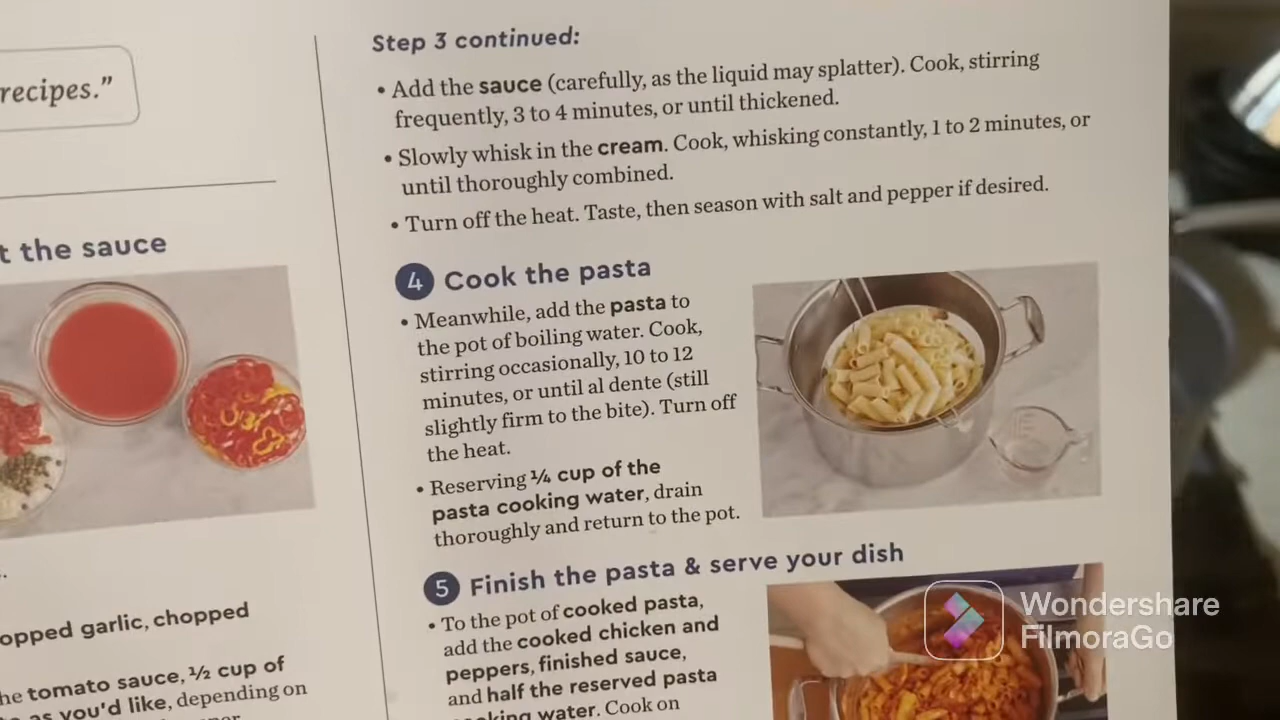 recipes.”
t the sauce
opped garlic, chopped
he tomato sauce, ½ cup of
as you'd like, depending on
Step 3 continued:
• Add the sauce (carefully, as the liquid may splatter). Cook, stirring
frequently, 3 to 4 minutes, or until thickened.
• Slowly whisk in the cream. Cook, whisking constantly, 1 to 2 minutes, or
until thoroughly combined.
• Turn off the heat. Taste, then season with salt and pepper if desired.
4 Cook the pasta
• Meanwhile, add the pasta to
the pot of boiling water. Cook,
stirring occasionally, 10 to 12
minutes, or until al dente (still
slightly firm to the bite). Turn off
the heat.
• Reserving ¼ cup of the
pasta cooking water, drain
thoroughly and return to the pot.
5 Finish the pasta & serve your dish
• To the pot of cooked pasta,
add the cooked chicken and
peppers, finished sauce,
and half the reserved pasta
cooking water. Cook on
Wondershare
FilmoraGo